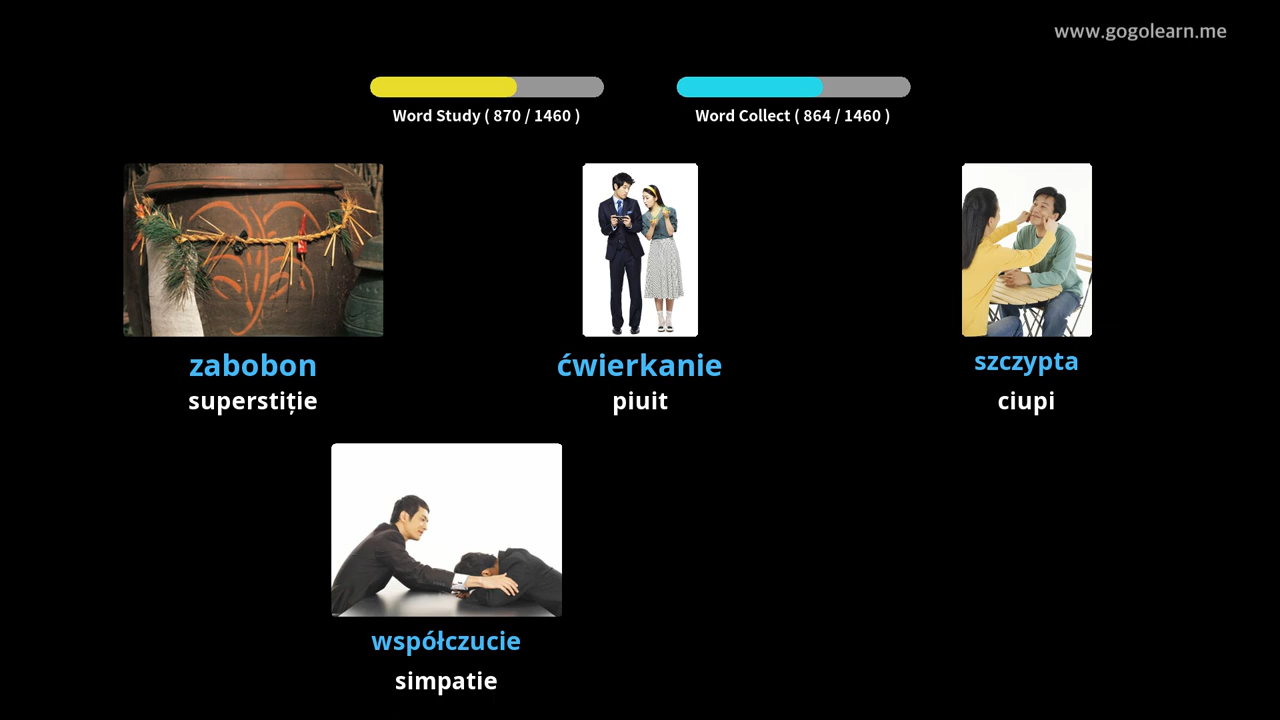 www.gogolearn.me
Word Study ( 870 / 1460 )
Word Collect ( 864 / 1460 )
zabobon
superstiție
ćwierkanie
piuit
szczypta
ciupi
współczucie
simpatie